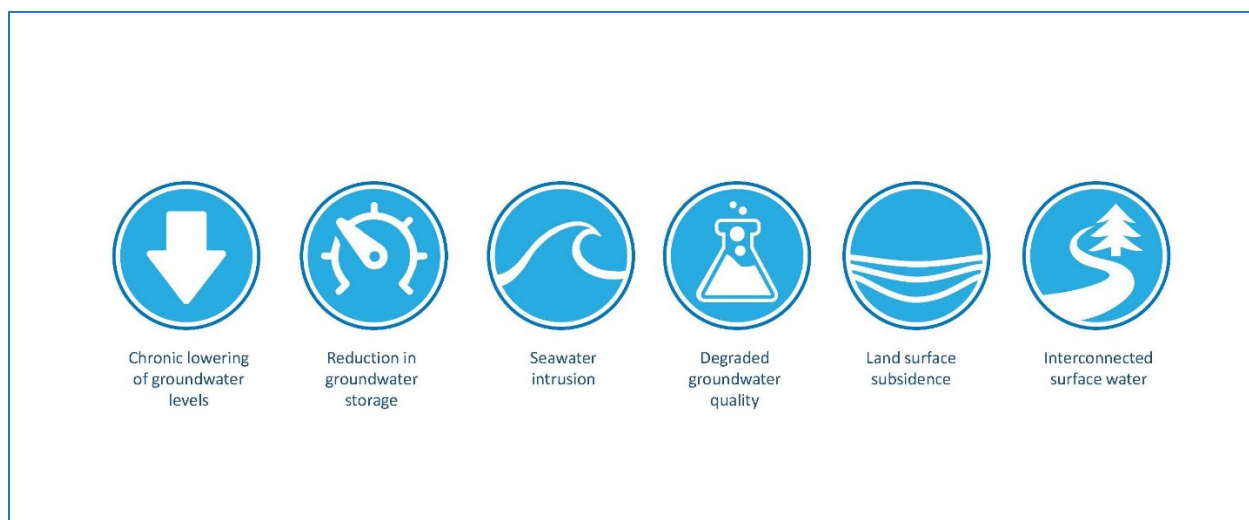 Chronic lowering
of groundwater
levels
Reduction in
groundwater
storage
Seawater
intrusion
Degraded
groundwater
quality
Land surface
subsidence
Interconnected
surface water